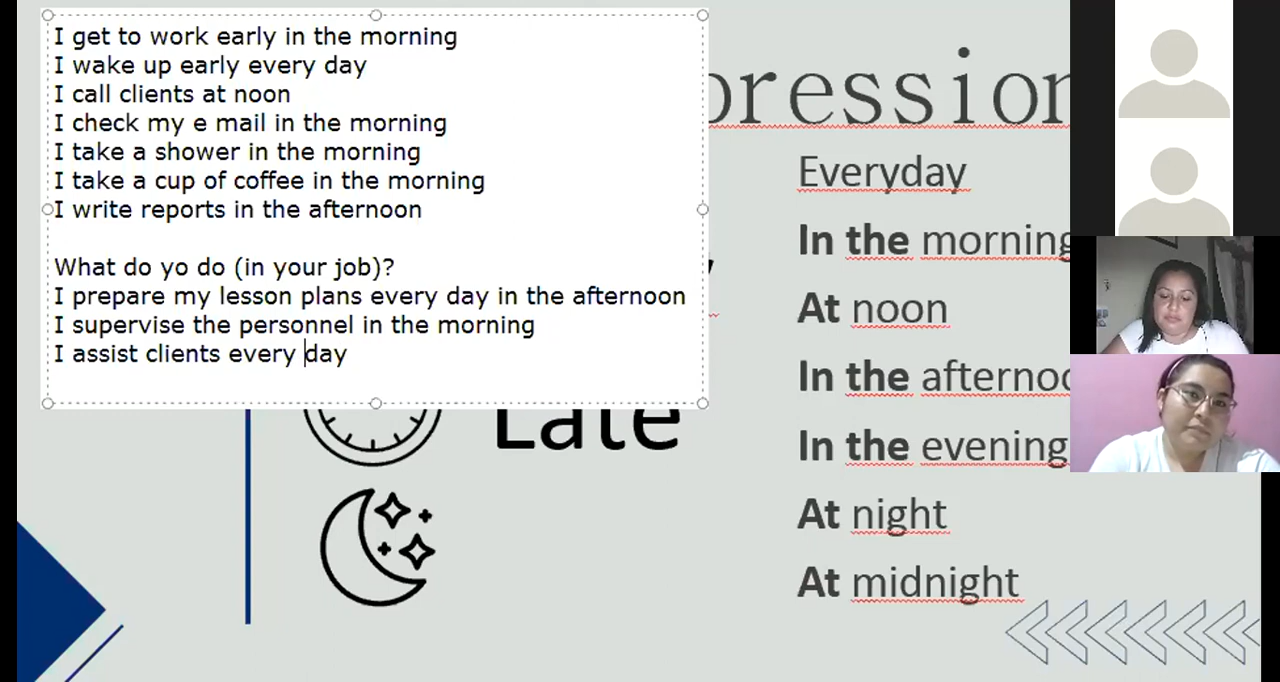 I get to work early in the morning
I wake up early every day
I call clients at noon
I check my e mail in the morning
I take a shower in the morning
I take a cup of coffee in the morning
I write reports in the afternoon
What do yo do (in your job)?
I prepare my lesson plans every day in the afternoon
I supervise the personnel in the morning
I assist clients every day
pression
Late
Everyday
In the morning
At noon
In the afternoo
In the evening
At night
At midnight